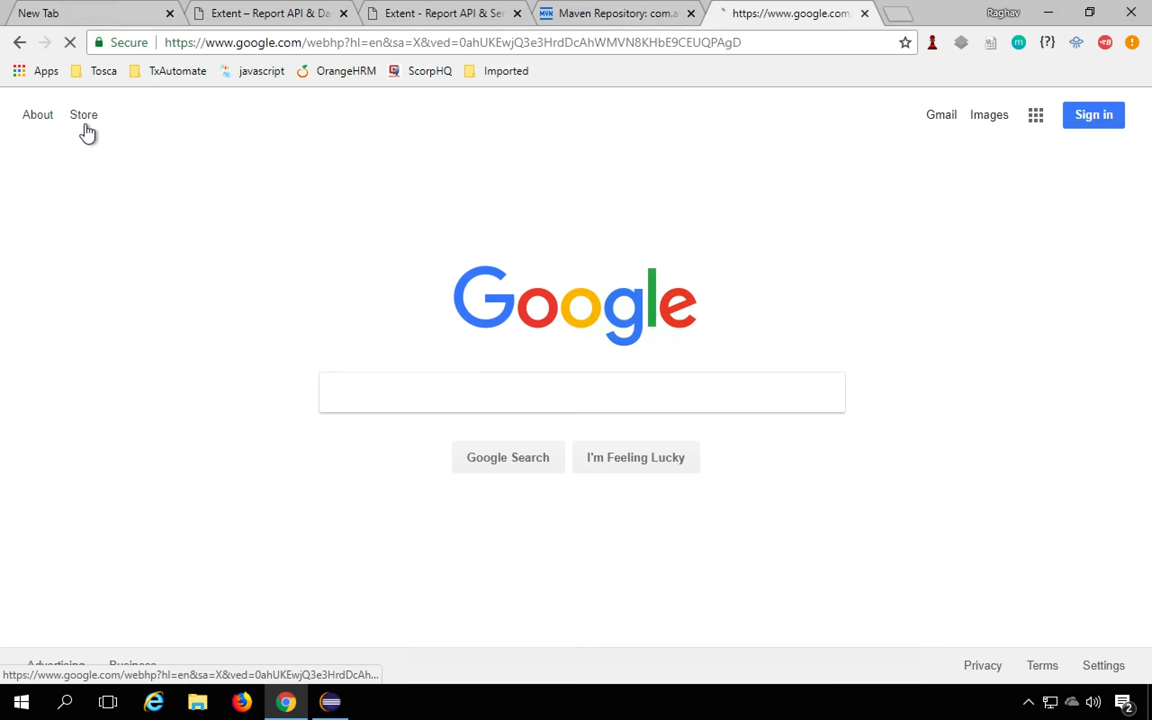 New Tab
Extent – Report API & Da
Extent - Report API & Se
Maven Repository: com.a
https://www.google.com
Raghav
Secure
https://www.google.com/webhp?hl=en&sa=X&ved=0ahUKEwjQ3e3HrdDcAhWMVN8KHbE9CEUQPAgD
Apps
Tosca
TxAutomate
javascript
OrangeHRM
ScorpHQ
Imported
About
Store
Gmail
Images
Sign in
Google
Google Search
I'm Feeling Lucky
Advertising
Business
https://www.google.com/webhp?hl=en&sa=X&ved=0ahUKEwjQ3e3HrdDcAh...
Privacy
Terms
Settings
2